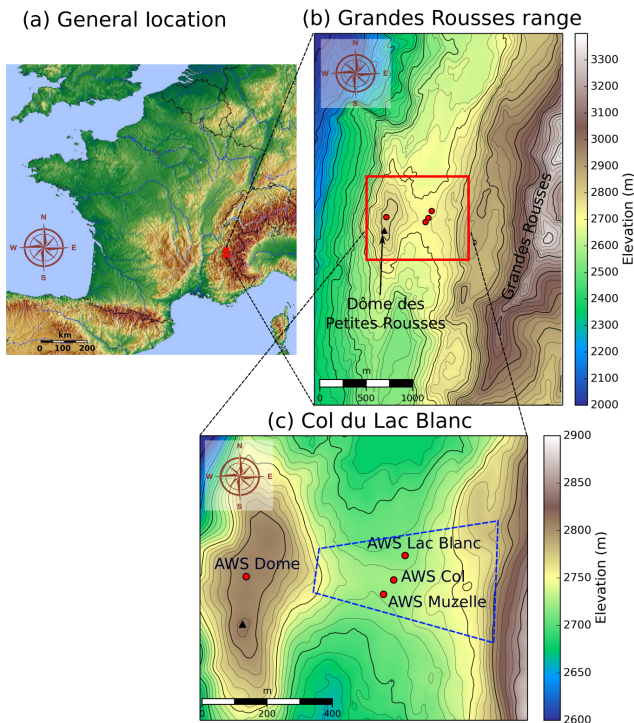 (a) General location
N
W
E
S
km
0 100 200
(b) Grandes Rousses range
N
W
E
S
Grandes Rousses
Dôme des
Petites Rousses
m
0 500 1000
3300
3200
3100
3000
2900
2800
2700
2600
2500
2400
2300
2200
2100
2000
Elevation (m)
(c) Col du Lac Blanc
N
W
E
S
AWS Lac Blanc
AWS Dome
AWS Col
AWS Muzelle
m
0 200 400
2900
2850
2800
2750
2700
2650
2600
Elevation (m)